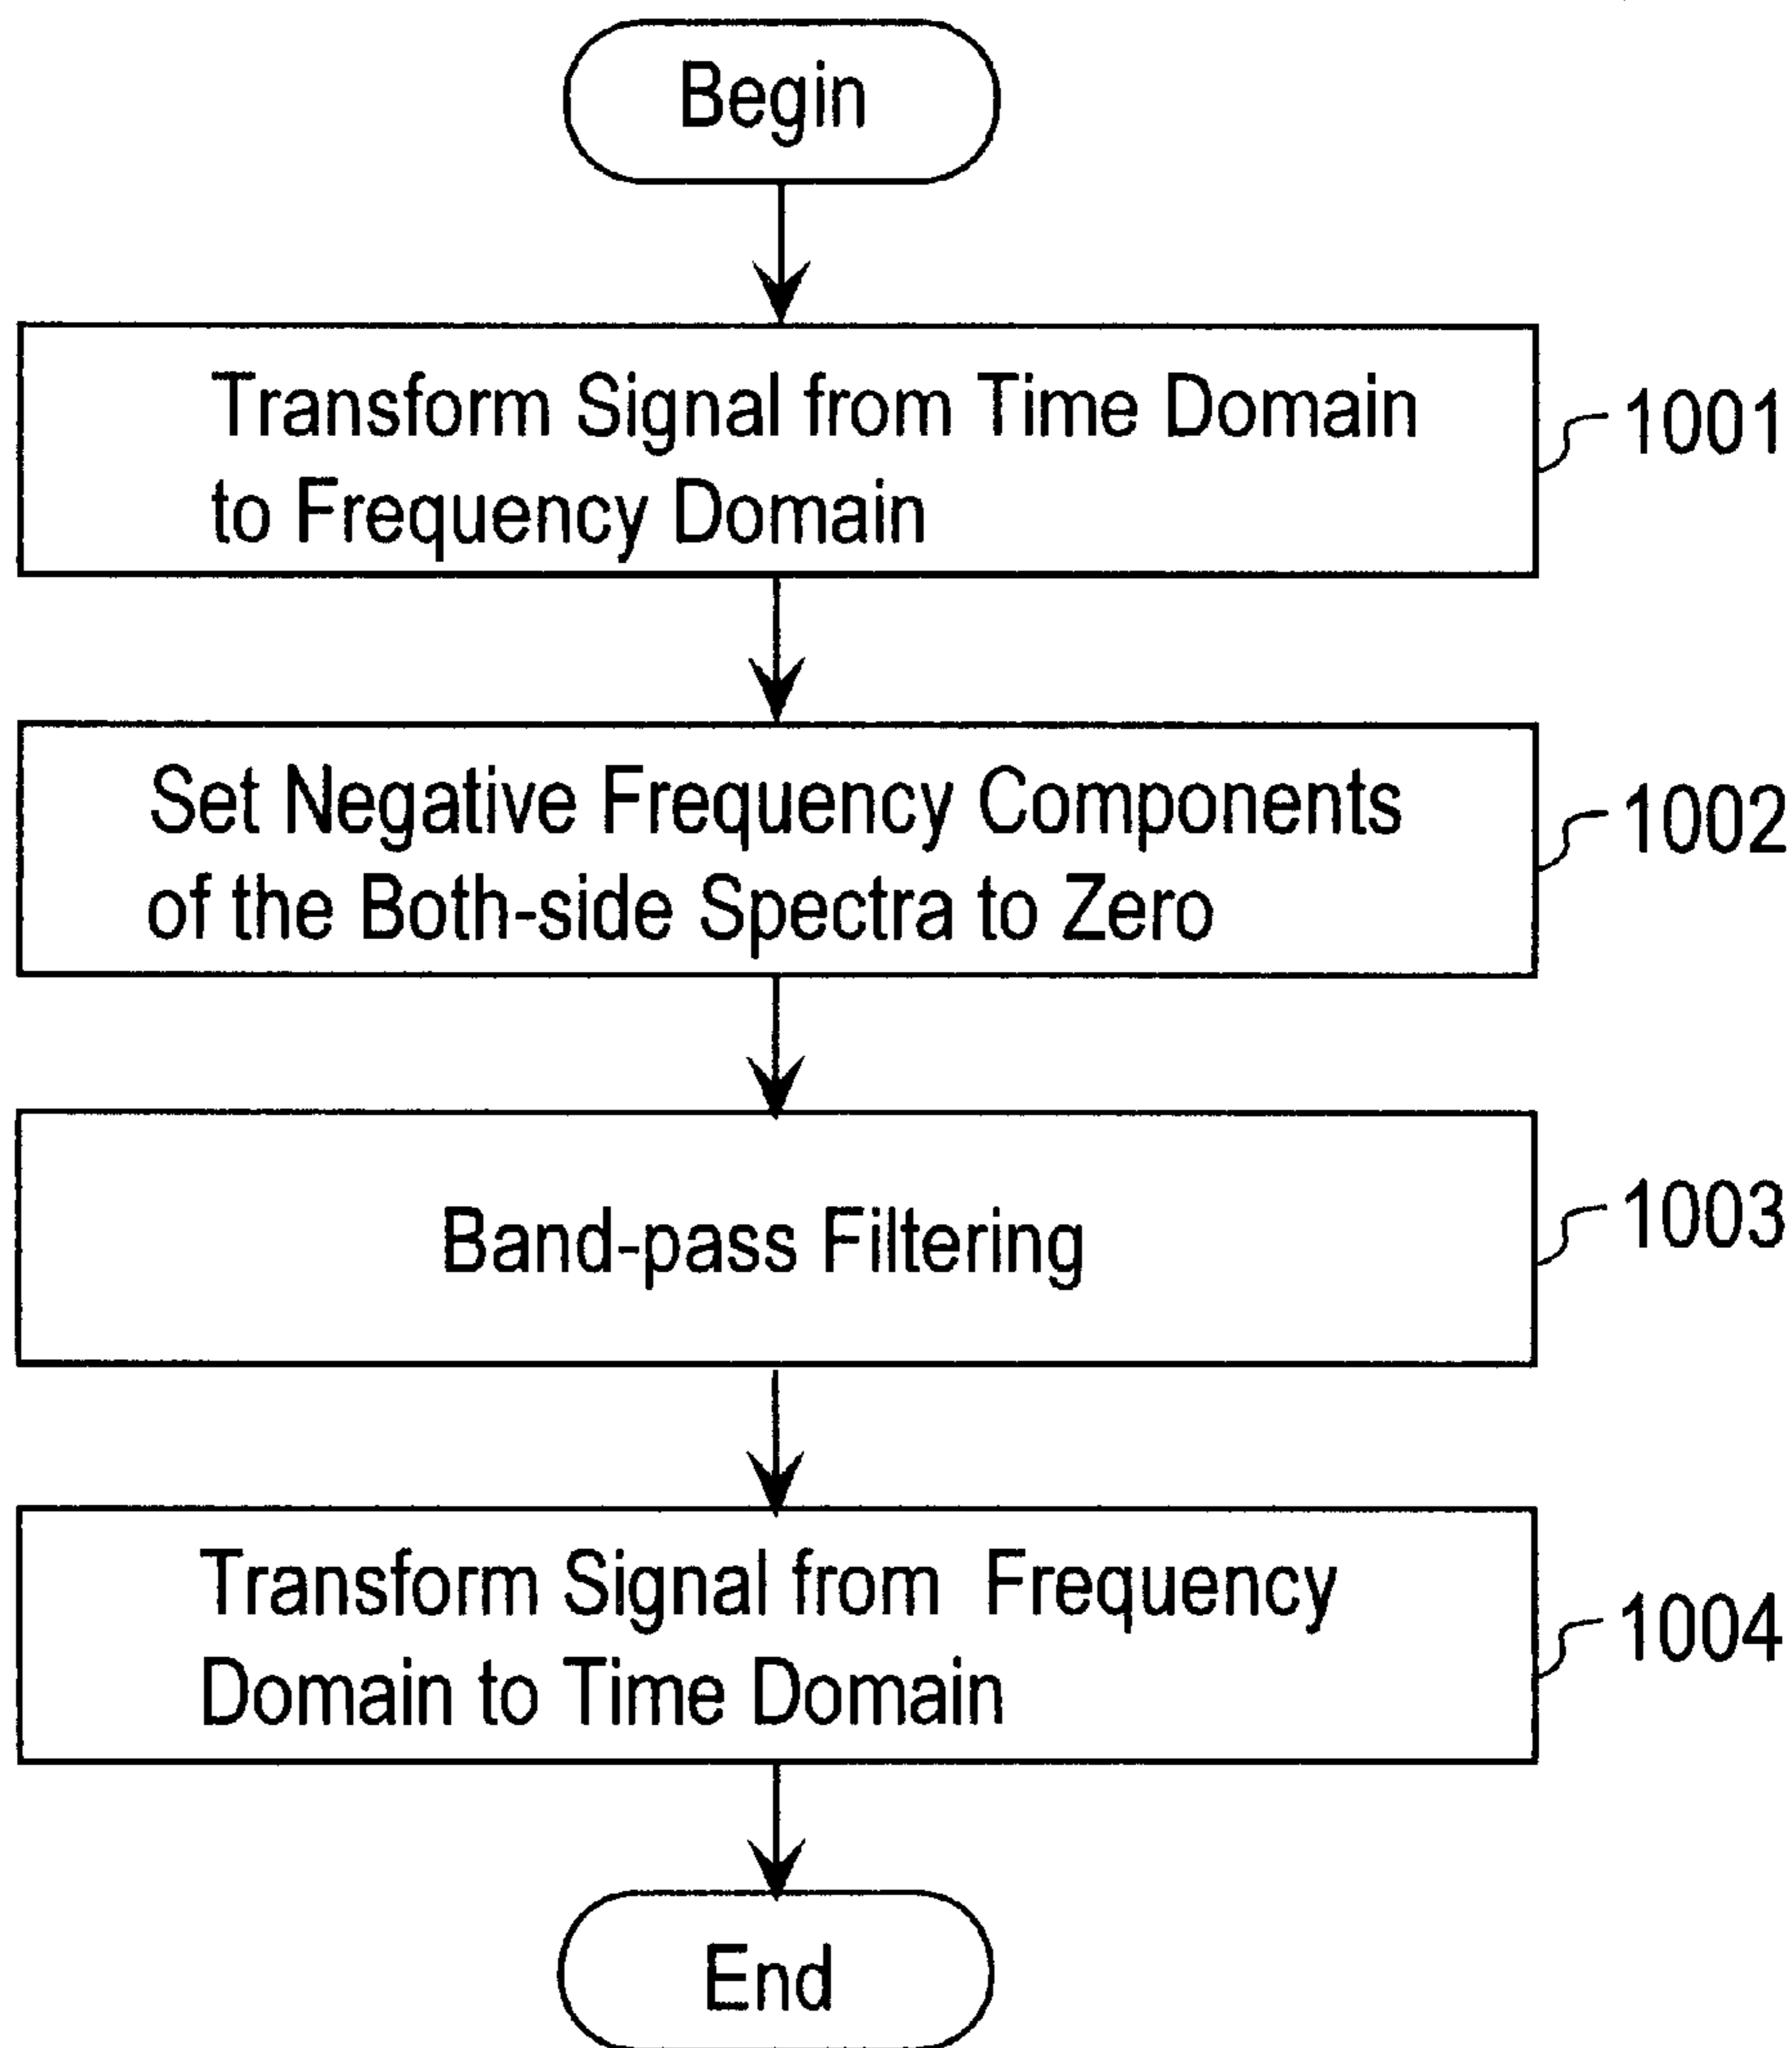 Begin
Transform Signal from Time Domain
to Frequency Domain
1001
Set Negative Frequency Components
of the Both-side Spectra to Zero
1002
Band-pass Filtering
1003
Transform Signal from Frequency
Domain to Time Domain
1004
End